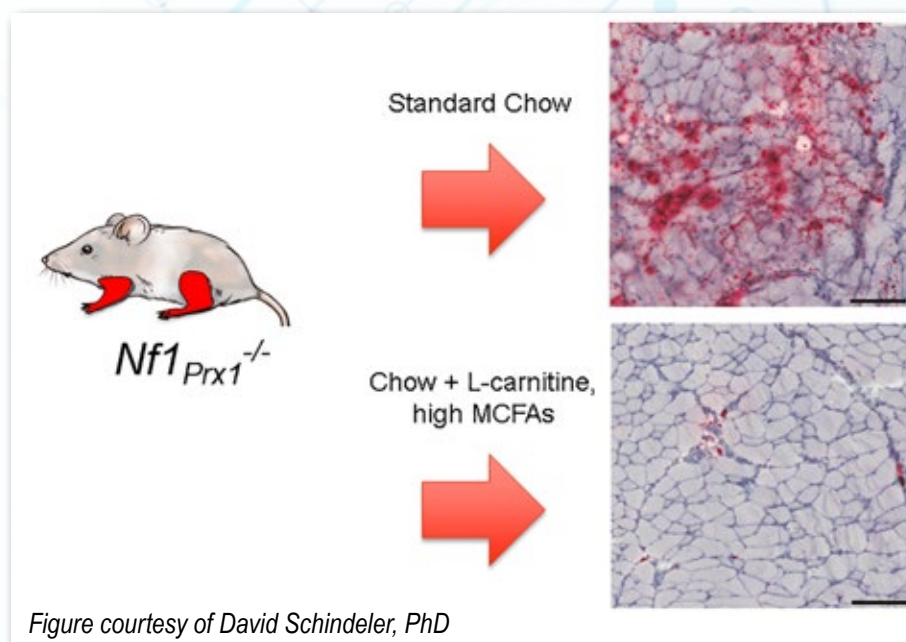 Standard Chow
Nf1Prx1-/-
Chow + L-carnitine,
high MCFAs
Figure courtesy of David Schindeler, PhD